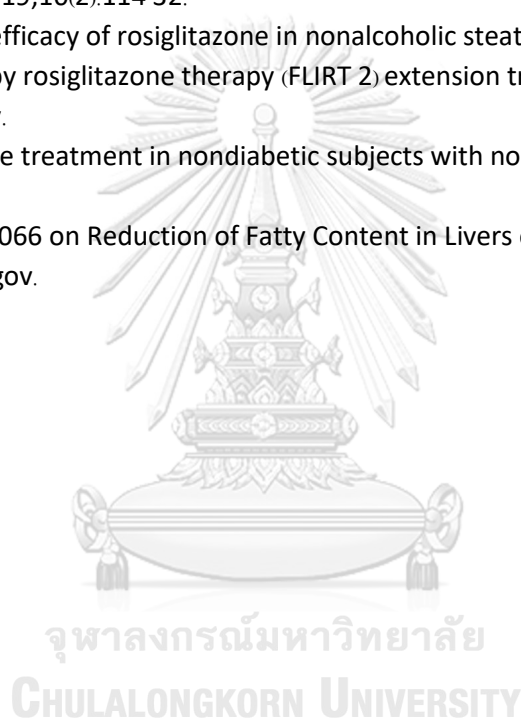 19;10(2):114-32.
efficacy of rosiglitazone in nonalcoholic steat
by rosiglitazone therapy (FLIRT 2) extension tr
.
e treatment in nondiabetic subjects with no
066 on Reduction of Fatty Content in Livers
gov.
จุฬาลงกรณ์มหาวิทยาลัย
CHULALONGKORN UNIVERSITY